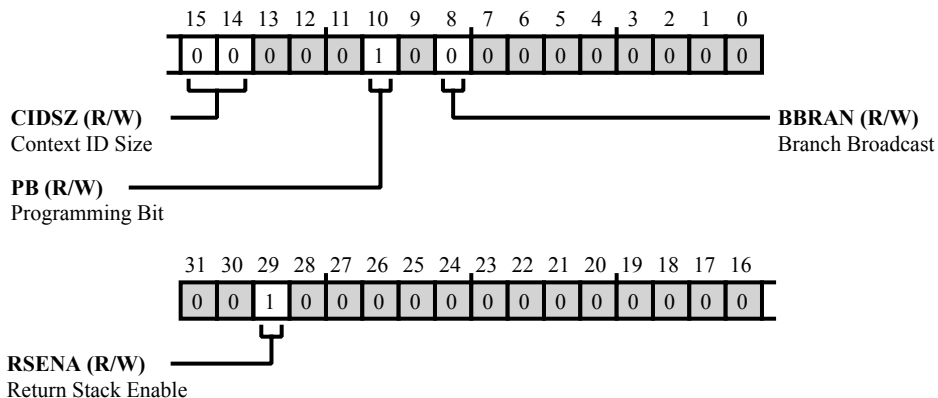 15 14 13 12 11 10 9 8 7 6 5 4 3 2 1 0
0 0 0 0 0 1 0 0 0 0 0 0 0 0 0 0
CIDSZ (R/W)
Context ID Size
BBRAN (R/W)
Branch Broadcast
PB (R/W)
Programming Bit
31 30 29 28 27 26 25 24 23 22 21 20 19 18 17 16
0 0 1 0 0 0 0 0 0 0 0 0 0 0 0 0
RSENA (R/W)
Return Stack Enable